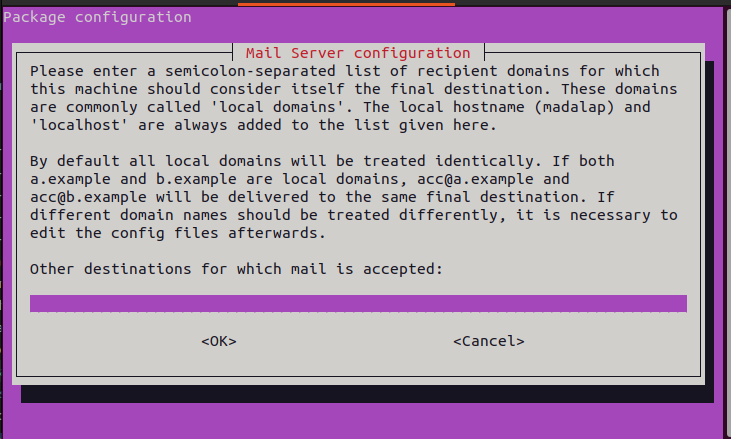 Package configuration
Mail Server configuration
Please enter a semicolon-separated list of recipient domains for which
this machine should consider itself the final destination. These domains
are commonly called 'local domains'. The local hostname (madalap) and
'localhost' are always added to the list given here.
By default all local domains will be treated identically. If both
a.example and b.example are local domains, acc@a.example and
acc@b.example will be delivered to the same final destination. If
different domain names should be treated differently, it is necessary to
edit the config files afterwards.
Other destinations for which mail is accepted:
<OK> <Cancel>